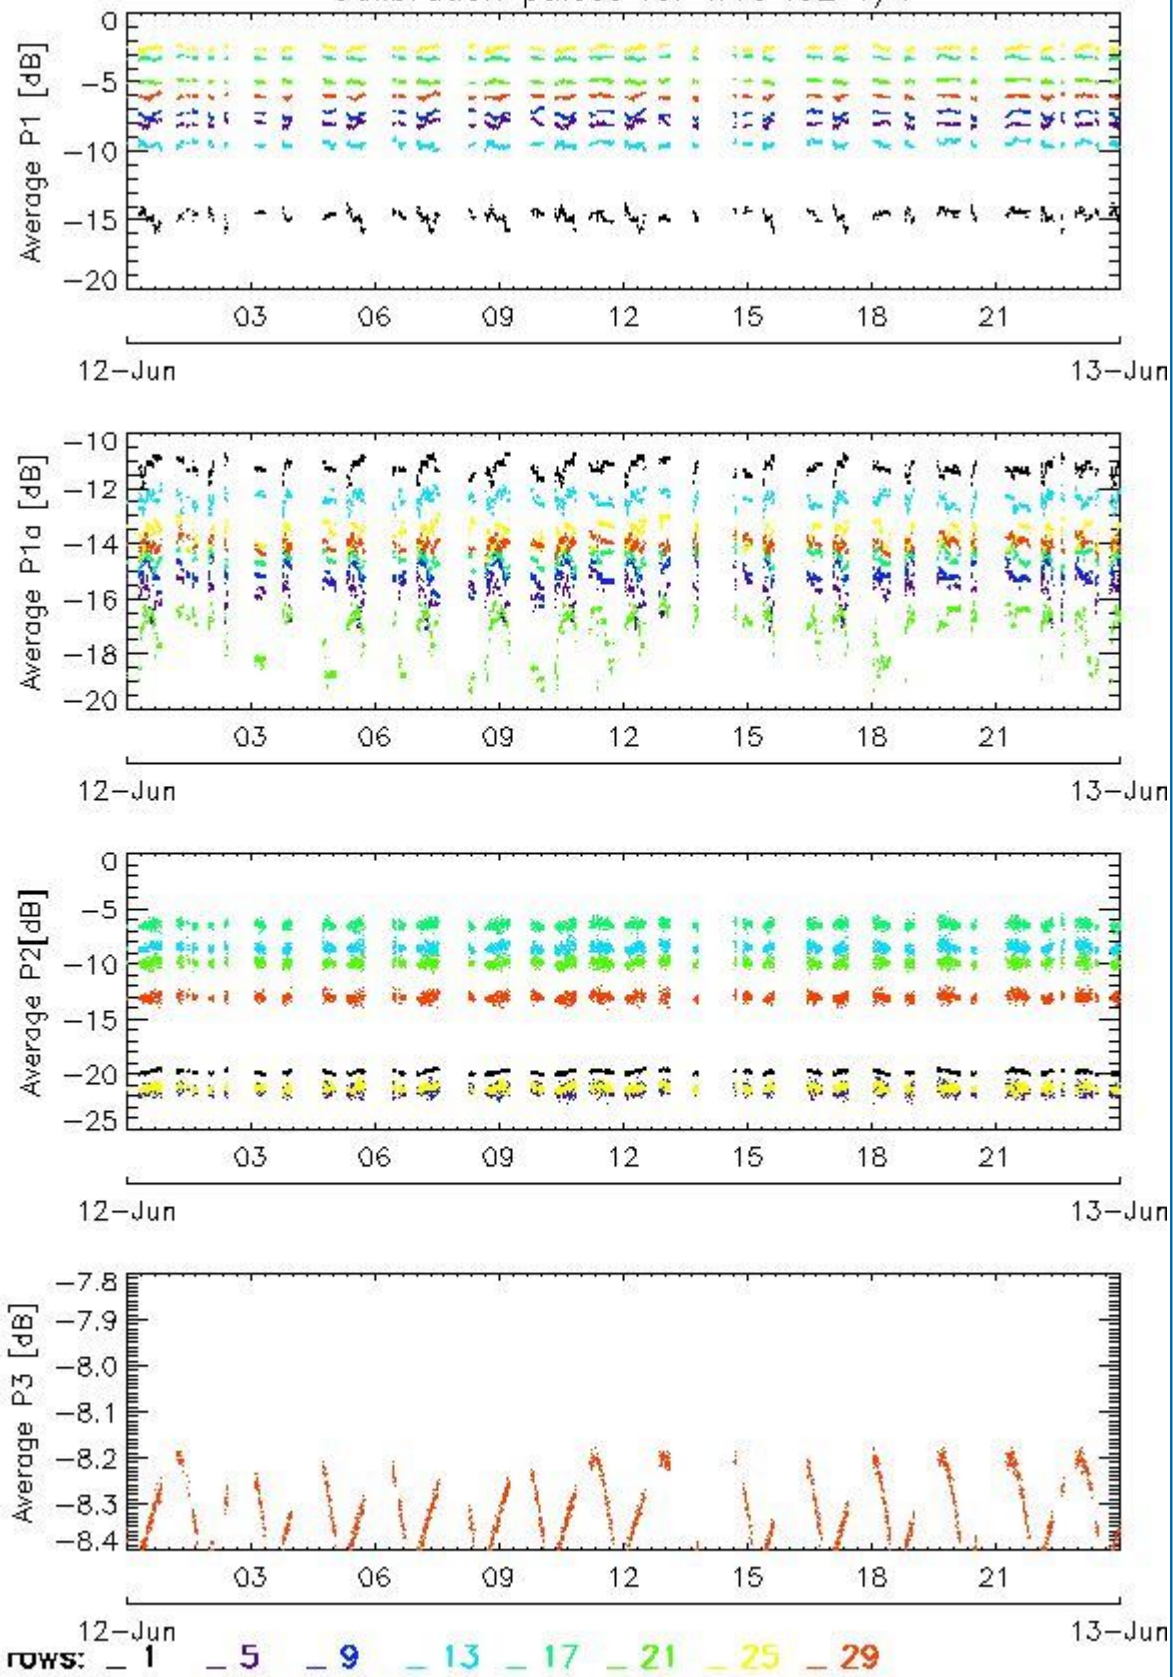 0
−5
−10
−15
−20
Average P1 [dB]
03 06 09 12 15 18 21
12−Jun 13−Jun
−10
−12
−14
−16
−18
−20
Average P1a [dB]
03 06 09 12 15 18 21
12−Jun 13−Jun
0
−5
−10
−15
−20
−25
Average P2[dB]
03 06 09 12 15 18 21
12−Jun 13−Jun
−7.8
−7.9
−8.0
−8.1
−8.2
−8.3
−8.4
Average P3 [dB]
03 06 09 12 15 18 21
12−Jun 13−Jun
rows: _ 1 _ 5 _ 9 _ 13 _ 17 _ 21 _ 25 _ 29